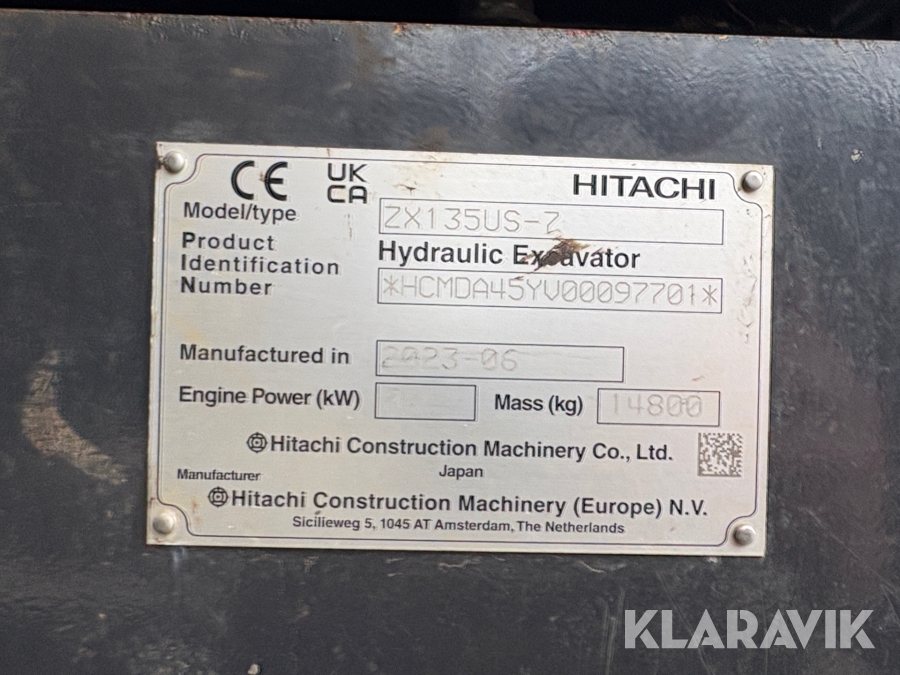 CE UK CA HITACHI
Model/type ZX135US-7
Hydraulic Excavator
Product Identification Number *HCMDA45YV00097701*
Manufactured in 2023-06
Engine Power (kW) Mass (kg) 14800
Hitachi Construction Machinery Co., Ltd.
Japan
Manufacturer
Hitachi Construction Machinery (Europe) N.V.
Sicilieweg 5, 1045 AT Amsterdam, The Netherlands
KLARAVIK